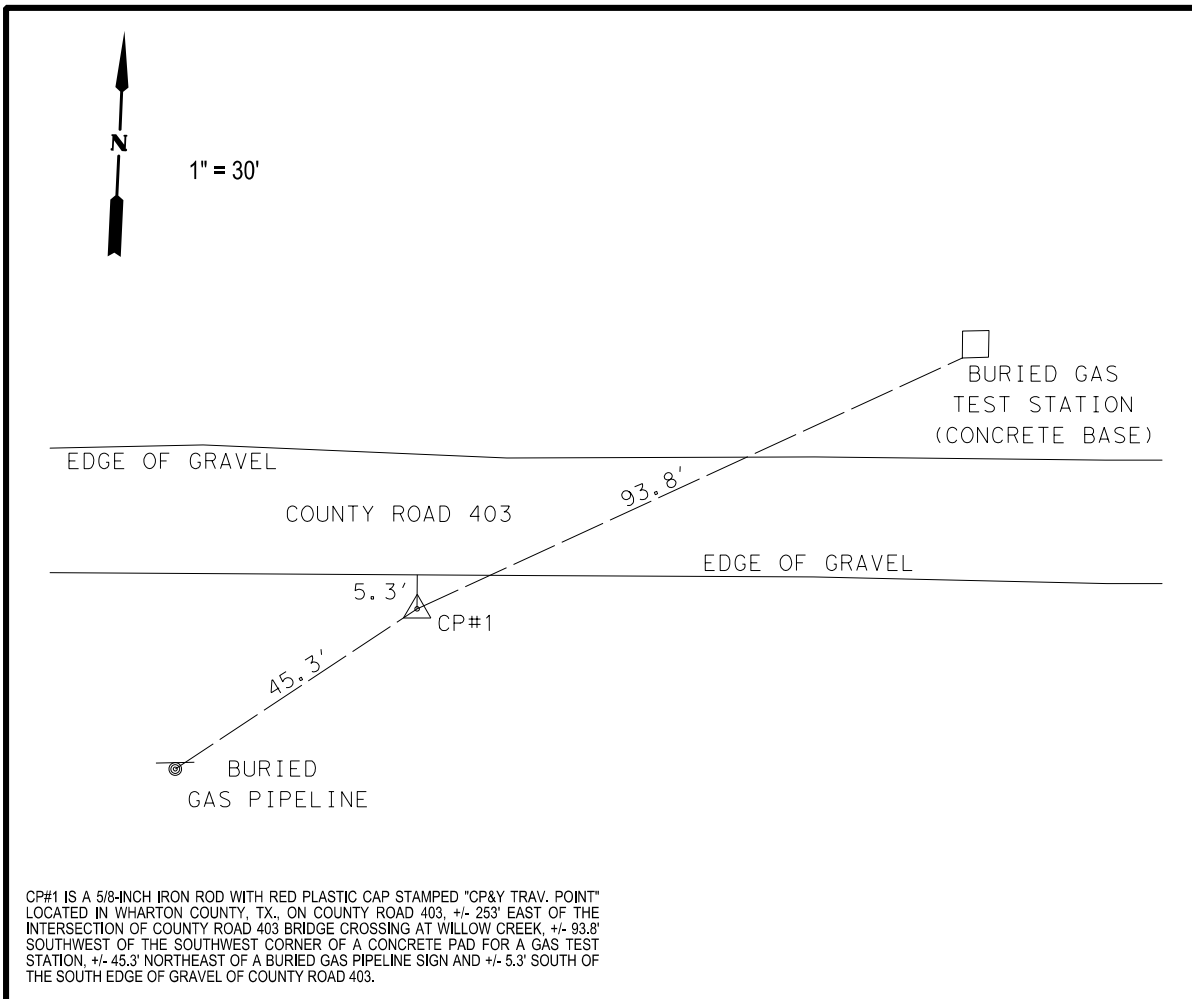 N
1" = 30'
BURIED GAS
TEST STATION
(CONCRETE BASE)
EDGE OF GRAVEL
93.8'
COUNTY ROAD 403
EDGE OF GRAVEL
5.3'
CP#1
45.3'
BURIED
GAS PIPELINE
CP#1 IS A 5/8-INCH IRON ROD WITH RED PLASTIC CAP STAMPED "CP&Y TRAV. POINT"
LOCATED IN WHARTON COUNTY, TX., ON COUNTY ROAD 403, +/- 253' EAST OF THE
INTERSECTION OF COUNTY ROAD 403 BRIDGE CROSSING AT WILLOW CREEK, +/- 93.8'
SOUTHWEST OF THE SOUTHWEST CORNER OF A CONCRETE PAD FOR A GAS TEST
STATION, +/- 45.3' NORTHEAST OF A BURIED GAS PIPELINE SIGN AND +/- 5.3' SOUTH OF
THE SOUTH EDGE OF GRAVEL OF COUNTY ROAD 403.